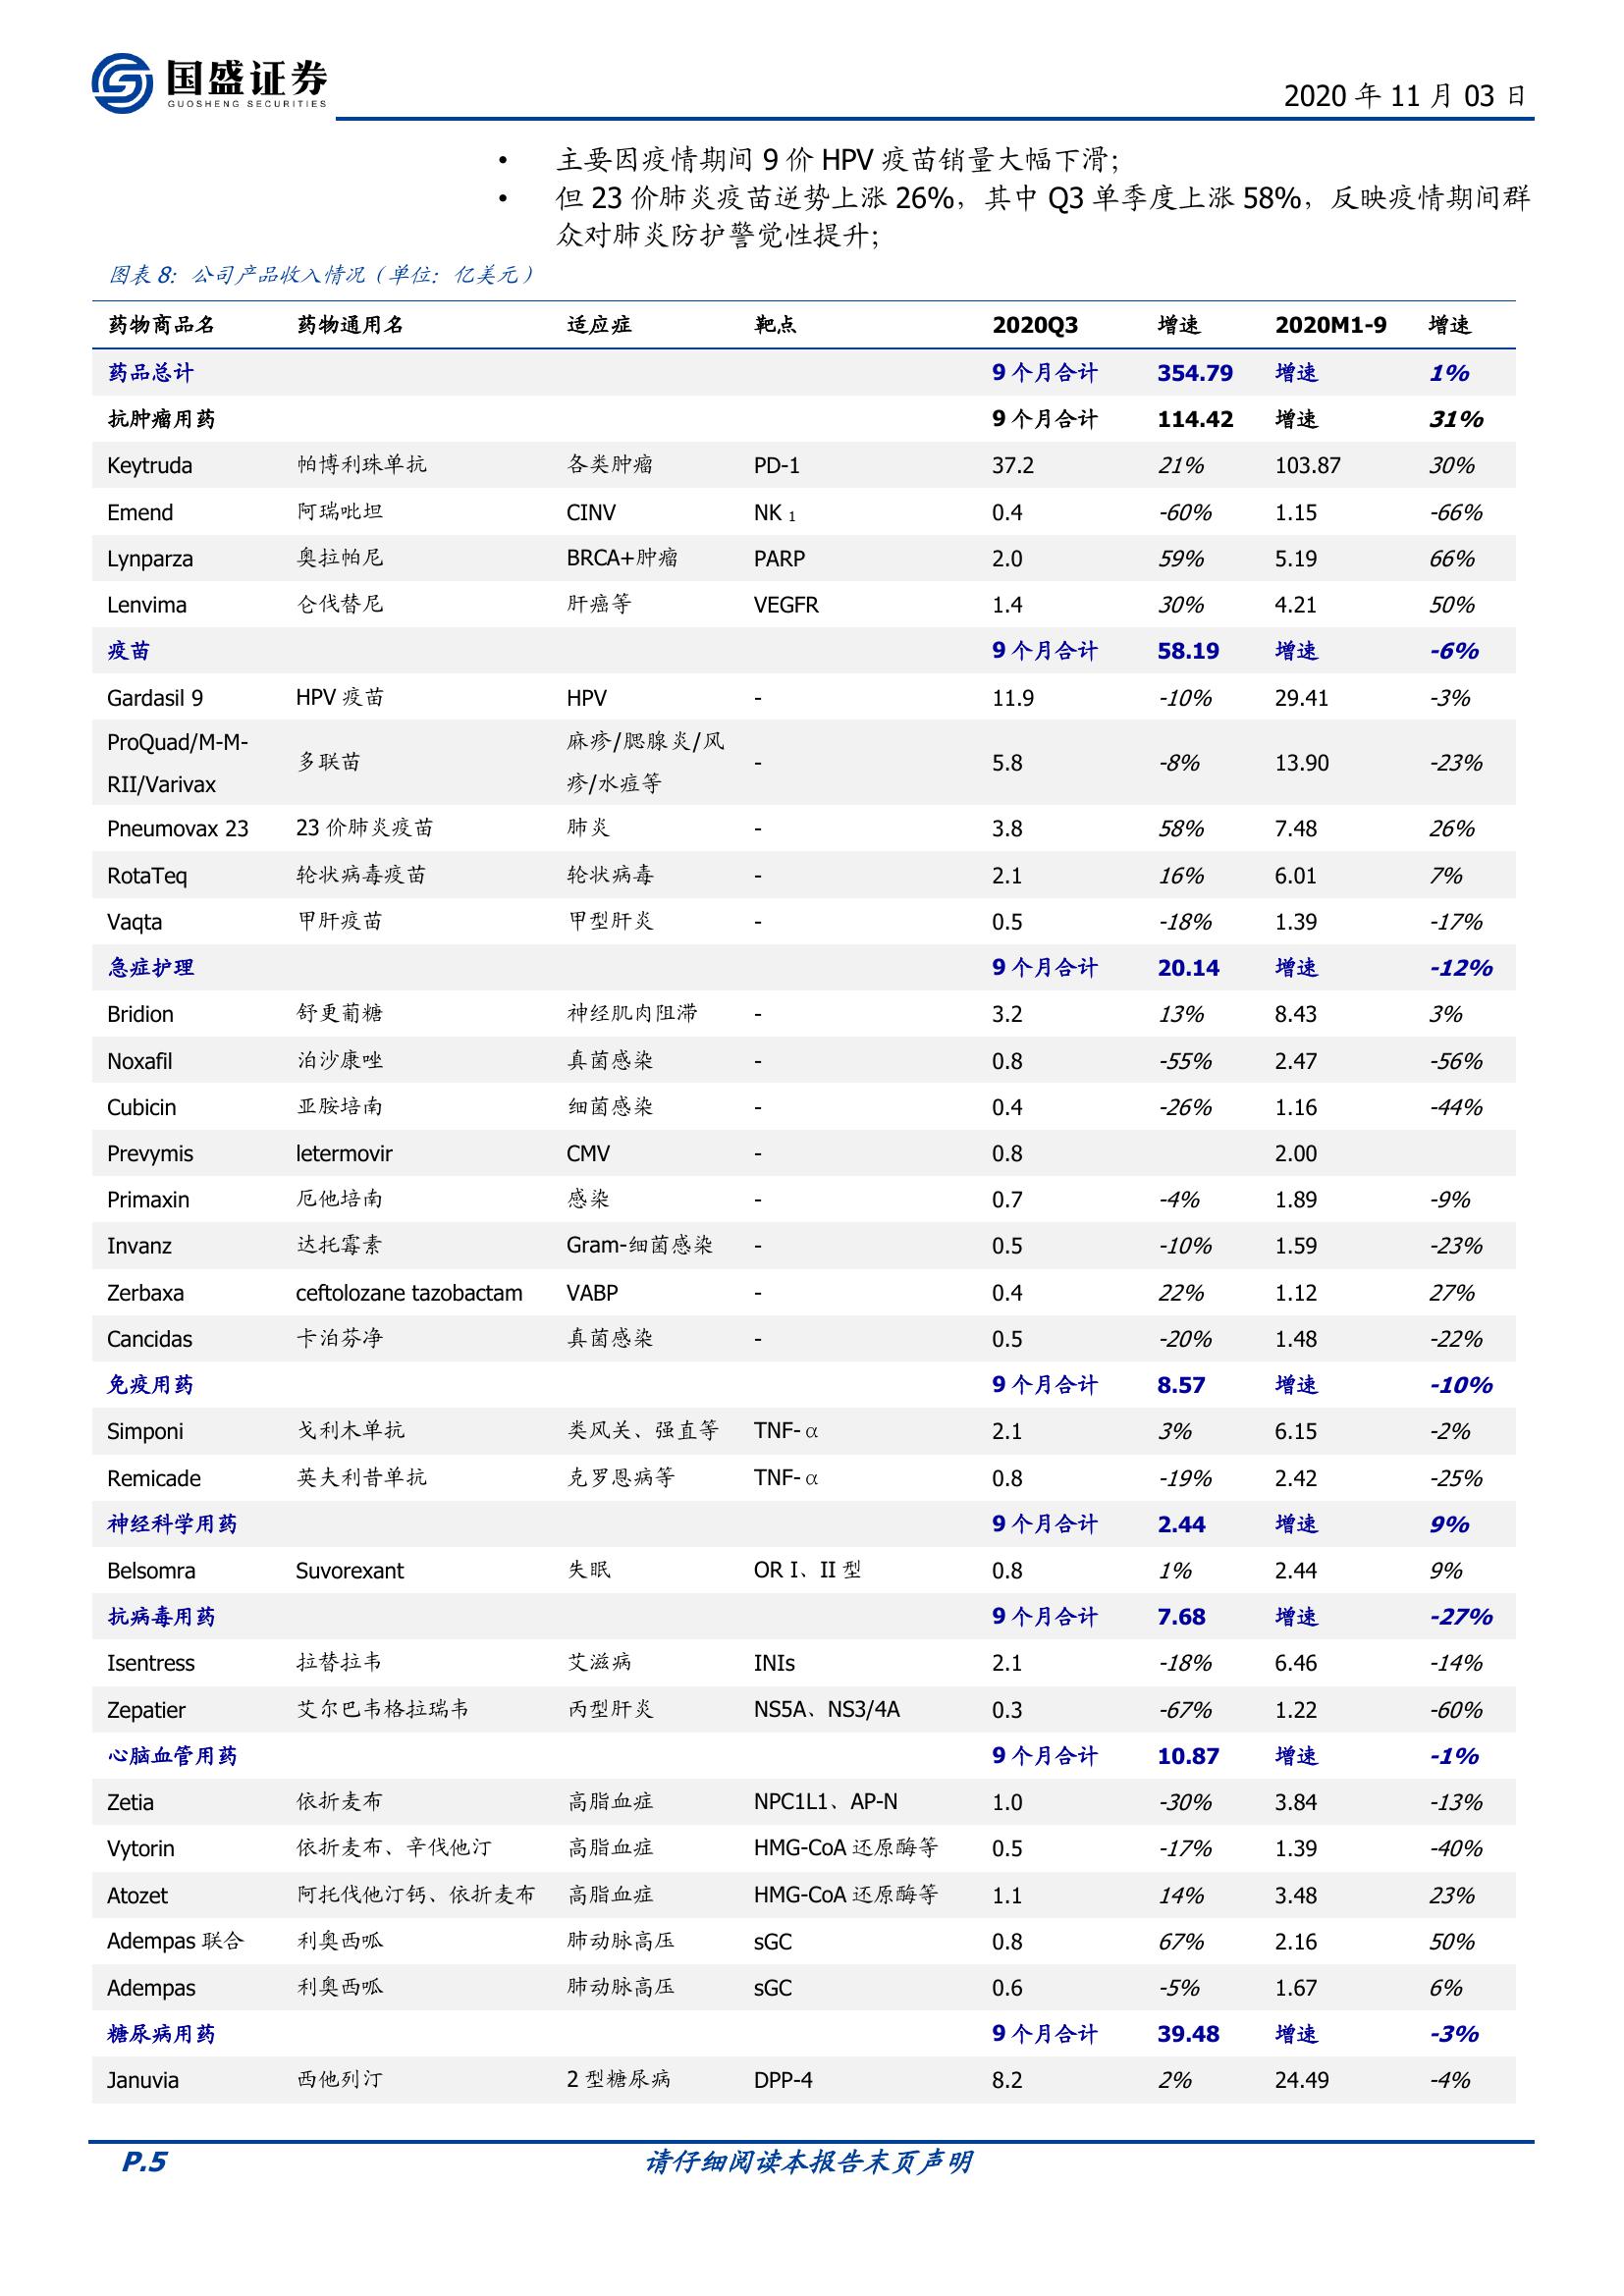 国盛证券
GUOSHENG SECURITIES
2020 年 11 月 03 日
• 主要因疫情期间 9 价 HPV 疫苗销量大幅下滑；
• 但 23 价肺炎疫苗逆势上涨 26%，其中 Q3 单季度上涨 58%，反映疫情期间群
众对肺炎防护警觉性提升；
图表 8：公司产品收入情况（单位：亿美元）
药物商品名 药物通用名 适应症 靶点 2020Q3 增速 2020M1-9 增速
药品总计 9 个月合计 354.79 增速 1%
抗肿瘤用药 9 个月合计 114.42 增速 31%
Keytruda 帕博利珠单抗 各类肿瘤 PD-1 37.2 21% 103.87 30%
Emend 阿瑞吡坦 CINV NK 1 0.4 -60% 1.15 -66%
Lynparza 奥拉帕尼 BRCA+肿瘤 PARP 2.0 59% 5.19 66%
Lenvima 仑伐替尼 肝癌等 VEGFR 1.4 30% 4.21 50%
疫苗 9 个月合计 58.19 增速 -6%
Gardasil 9 HPV 疫苗 HPV - 11.9 -10% 29.41 -3%
ProQuad/M-M- 麻疹/腮腺炎/风
多联苗 - 5.8 -8% 13.90 -23%
RII/Varivax 疹/水痘等
Pneumovax 23 23 价肺炎疫苗 肺炎 - 3.8 58% 7.48 26%
RotaTeq 轮状病毒疫苗 轮状病毒 - 2.1 16% 6.01 7%
Vaqta 甲肝疫苗 甲型肝炎 - 0.5 -18% 1.39 -17%
急症护理 9 个月合计 20.14 增速 -12%
Bridion 舒更葡糖 神经肌肉阻滞 - 3.2 13% 8.43 3%
Noxafil 泊沙康唑 真菌感染 - 0.8 -55% 2.47 -56%
Cubicin 亚胺培南 细菌感染 - 0.4 -26% 1.16 -44%
Prevymis letermovir CMV - 0.8 2.00
Primaxin 厄他培南 感染 - 0.7 -4% 1.89 -9%
Invanz 达托霉素 Gram-细菌感染 - 0.5 -10% 1.59 -23%
Zerbaxa ceftolozane tazobactam VABP - 0.4 22% 1.12 27%
Cancidas 卡泊芬净 真菌感染 - 0.5 -20% 1.48 -22%
免疫用药 9 个月合计 8.57 增速 -10%
Simponi 戈利木单抗 类风关、强直等 TNF-α 2.1 3% 6.15 -2%
Remicade 英夫利昔单抗 克罗恩病等 TNF-α 0.8 -19% 2.42 -25%
神经科学用药 9 个月合计 2.44 增速 9%
Belsomra Suvorexant 失眠 OR I、II 型 0.8 1% 2.44 9%
抗病毒用药 9 个月合计 7.68 增速 -27%
Isentress 拉替拉韦 艾滋病 INIs 2.1 -18% 6.46 -14%
Zepatier 艾尔巴韦格拉瑞韦 丙型肝炎 NS5A、NS3/4A 0.3 -67% 1.22 -60%
心脑血管用药 9 个月合计 10.87 增速 -1%
Zetia 依折麦布 高脂血症 NPC1L1、AP-N 1.0 -30% 3.84 -13%
Vytorin 依折麦布、辛伐他汀 高脂血症 HMG-CoA 还原酶等 0.5 -17% 1.39 -40%
Atozet 阿托伐他汀钙、依折麦布 高脂血症 HMG-CoA 还原酶等 1.1 14% 3.48 23%
Adempas 联合 利奥西呱 肺动脉高压 sGC 0.8 67% 2.16 50%
Adempas 利奥西呱 肺动脉高压 sGC 0.6 -5% 1.67 6%
糖尿病用药 9 个月合计 39.48 增速 -3%
Januvia 西他列汀 2 型糖尿病 DPP-4 8.2 2% 24.49 -4%
P.5 请仔细阅读本报告末页声明